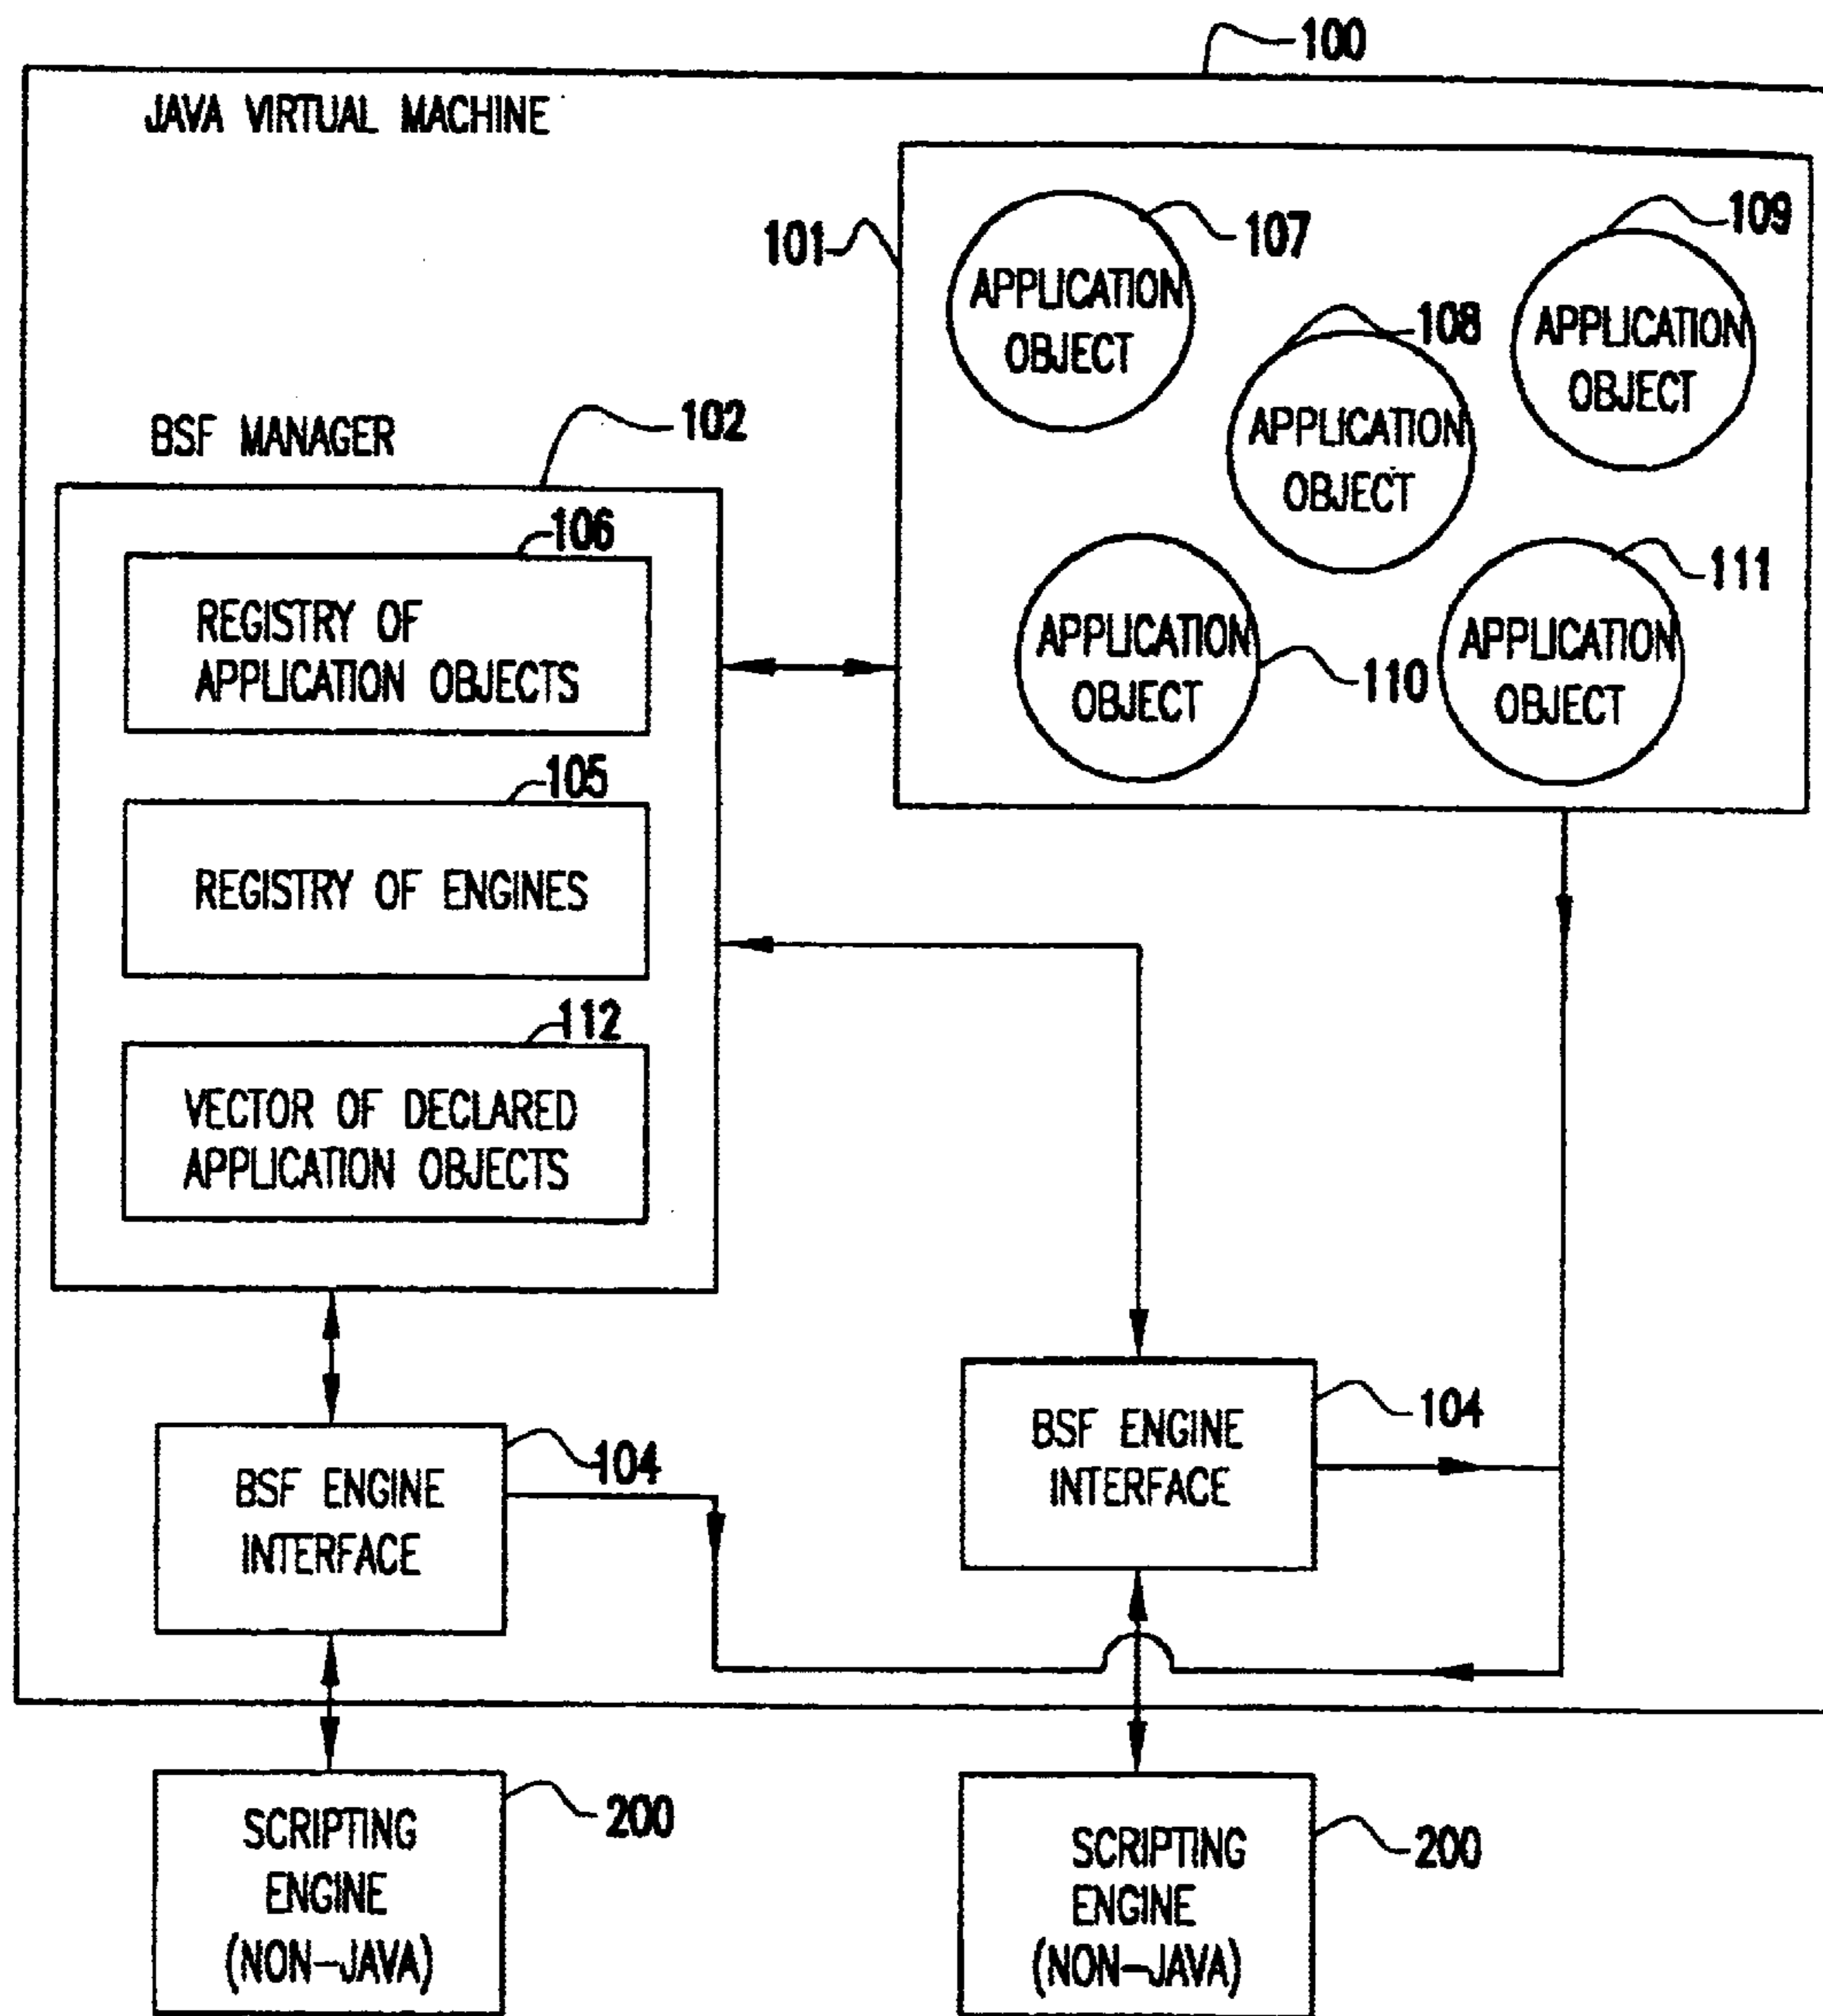 100
JAVA VIRTUAL MACHINE
101
107
APPLICATION
OBJECT
108
APPLICATION
OBJECT
109
APPLICATION
OBJECT
110
APPLICATION
OBJECT
111
APPLICATION
OBJECT
BSF MANAGER
102
106
REGISTRY OF
APPLICATION OBJECTS
105
REGISTRY OF ENGINES
112
VECTOR OF DECLARED
APPLICATION OBJECTS
BSF ENGINE
INTERFACE
104
BSF ENGINE
INTERFACE
104
SCRIPTING
ENGINE
(NON-JAVA)
200
SCRIPTING
ENGINE
(NON-JAVA)
200